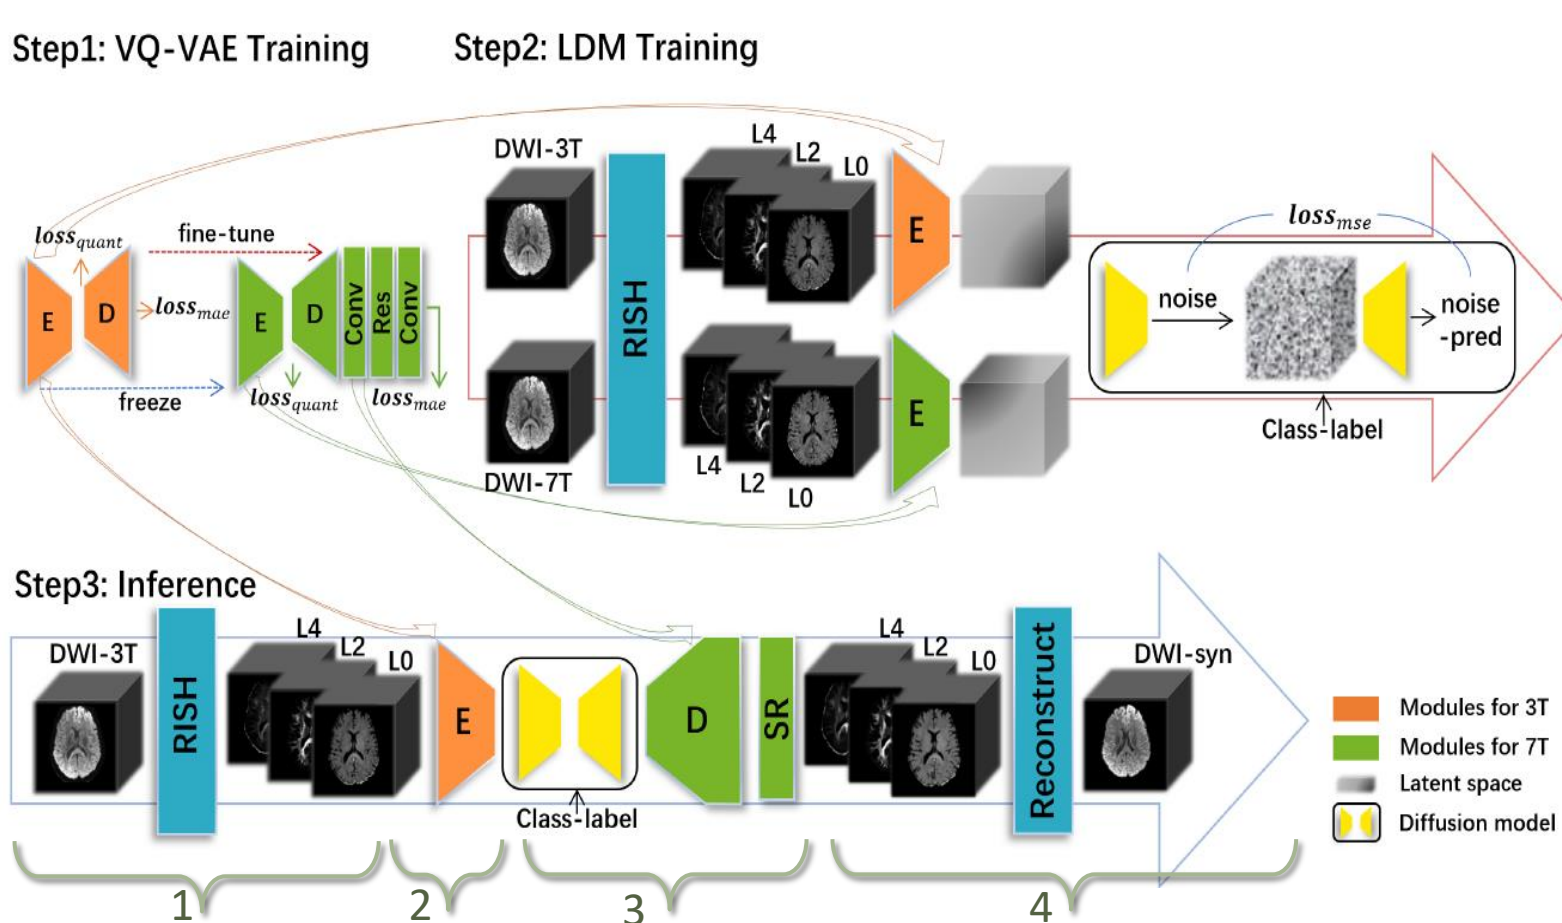 Step1: VQ-VAE Training
Step2: LDM Training
loss_quant
fine-tune
E
D
loss_mae
E
D
Conv
Res
Conv
freeze
loss_quant
loss_mae
DWI-3T
RISH
L4
L2
L0
E
DWI-7T
L4
L2
L0
E
loss_mse
noise
noise
-pred
Class-label
Step3: Inference
DWI-3T
RISH
L4
L2
L0
E
Class-label
D
SR
L4
L2
L0
Reconstruct
DWI-syn
Modules for 3T
Modules for 7T
Latent space
Diffusion model
1
2
3
4